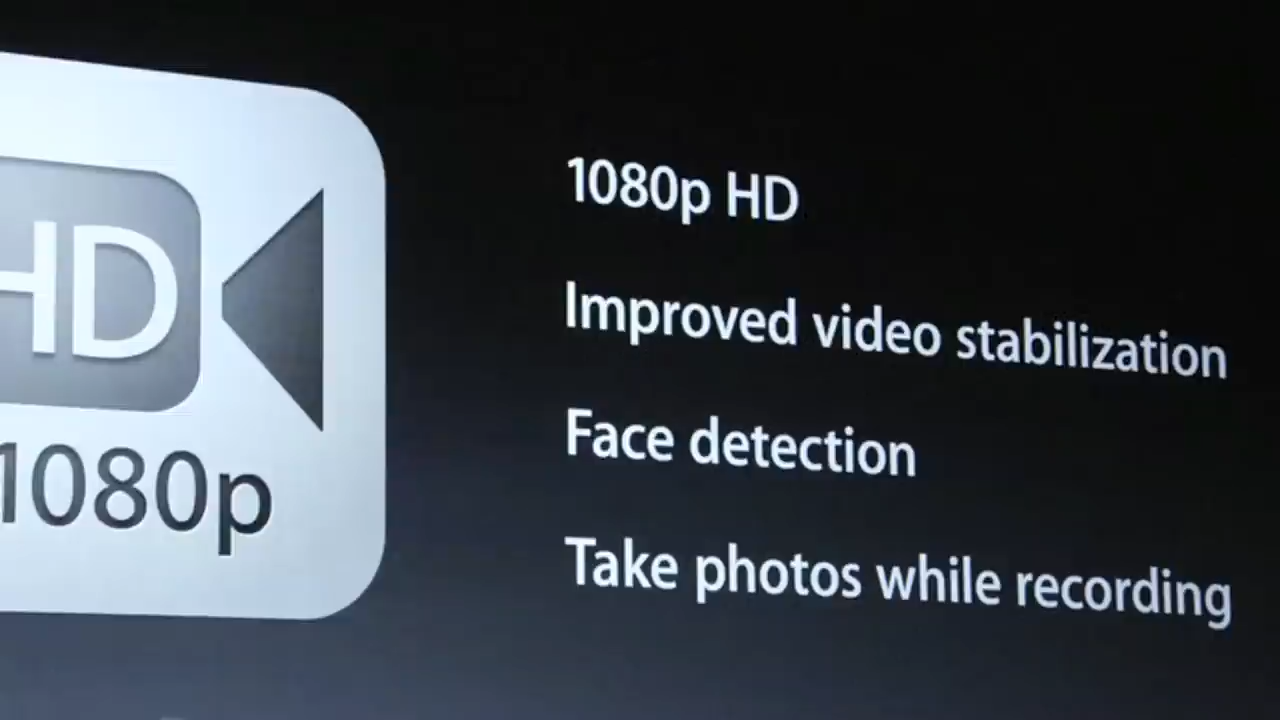 HD
1080p
1080p HD
Improved video stabilization
Face detection
Take photos while recording